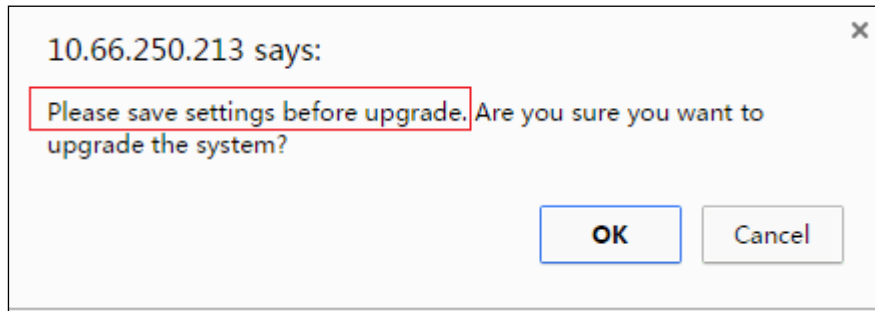 10.66.250.213 says:
Please save settings before upgrade. Are you sure you want to
upgrade the system?
OK
Cancel